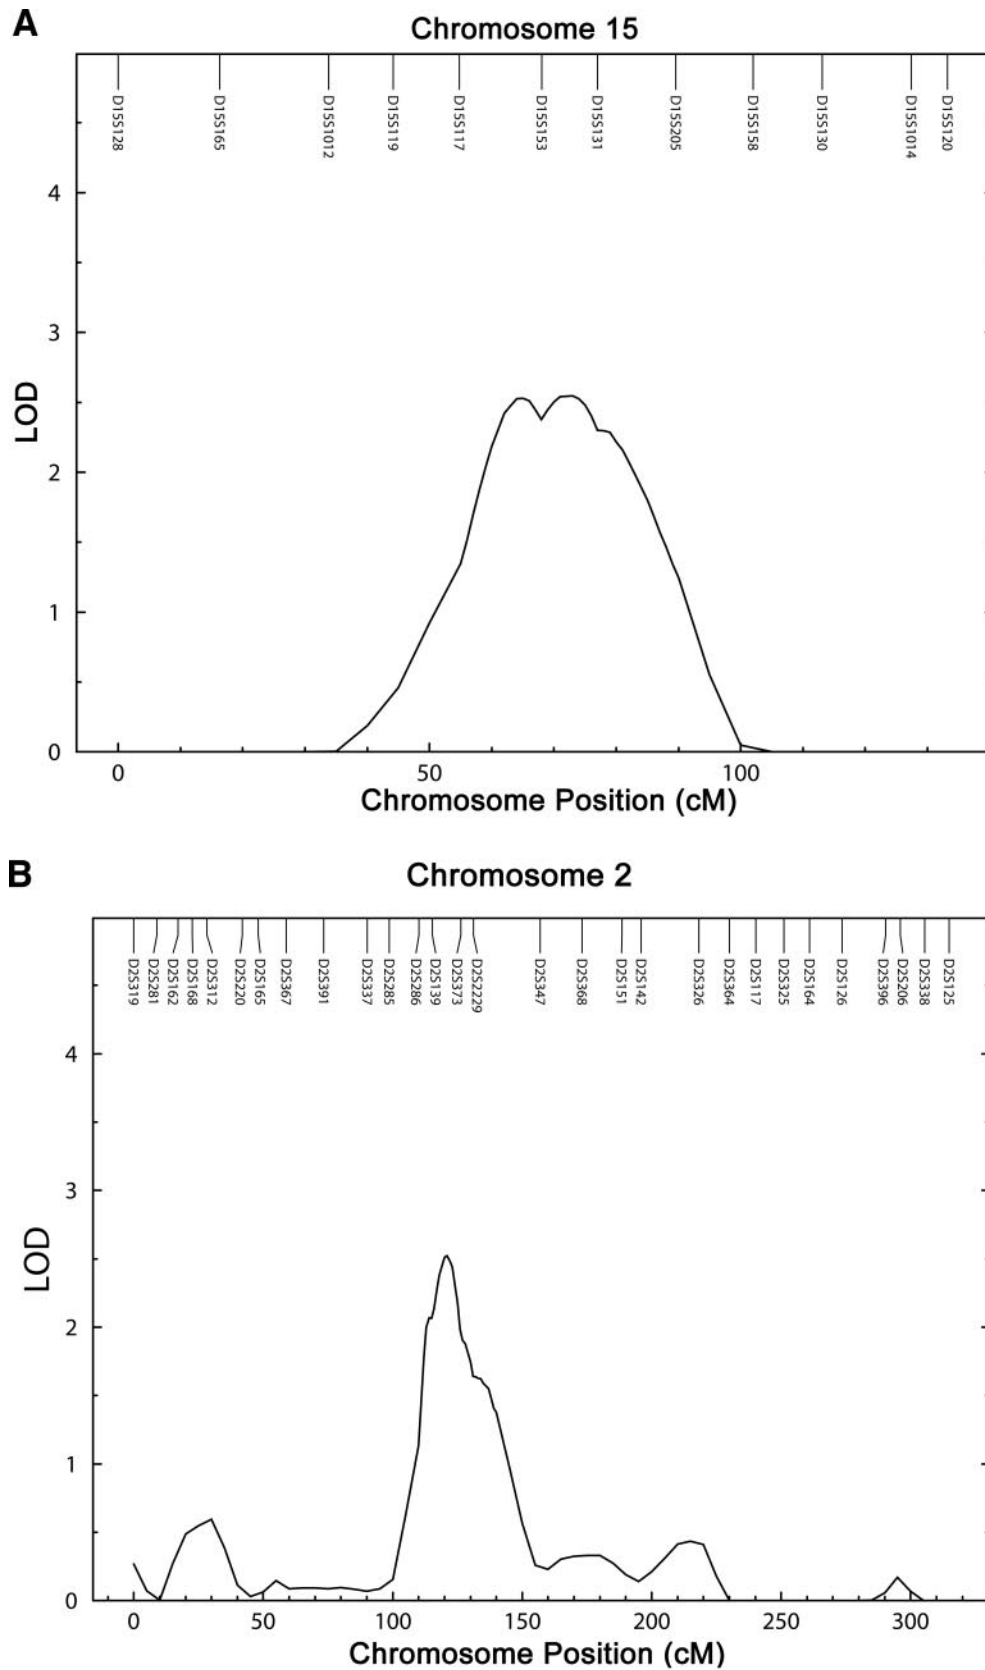 A
Chromosome 15
D15S128
D15S165
D15S1012
D15S119
D15S117
D15S153
D15S131
D15S205
D15S158
D15S130
D15S1014
D15S120
4
3
LOD
2
1
0
0 50 100
Chromosome Position (cM)
B
Chromosome 2
D2S319
D2S281
D2S162
D2S168
D2S312
D2S220
D2S165
D2S367
D2S391
D2S337
D2S285
D2S286
D2S139
D2S373
D2S2229
D2S347
D2S368
D2S151
D2S142
D2S326
D2S364
D2S117
D2S325
D2S164
D2S126
D2S396
D2S206
D2S338
D2S125
4
3
LOD
2
1
0
0 50 100 150 200 250 300
Chromosome Position (cM)